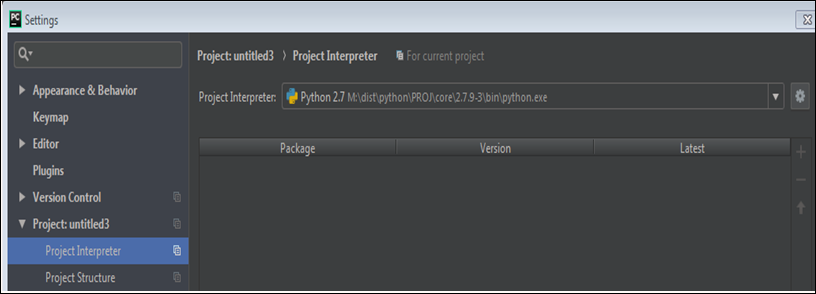 PC Settings
Project: untitled3 > Project Interpreter For current project
Appearance & Behavior
Keymap
Editor
Plugins
Version Control
Project: untitled3
Project Interpreter
Project Structure
Project Interpreter: Python 2.7 M:\dist\python\PROJ\core\2.7.9-3\bin\python.exe
Package Version Latest